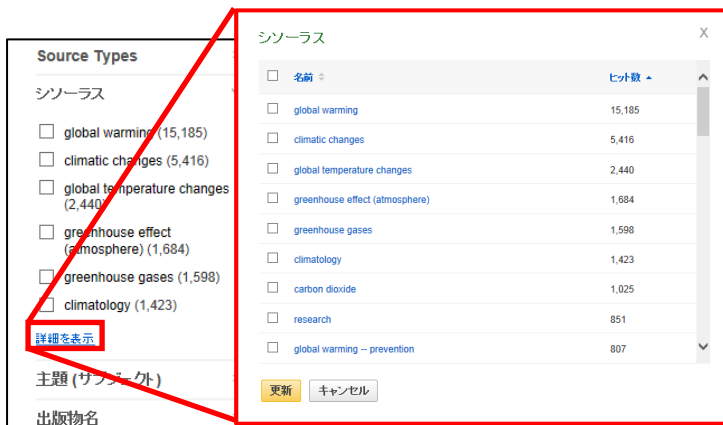 Source Types
シソーラス
global warming (15,185)
climatic changes (5,416)
global temperature changes
(2,440)
greenhouse effect
(atmosphere) (1,684)
greenhouse gases (1,598)
climatology (1,423)
詳細を表示
主題 (サブジェクト)
出版物名
シソーラス X
名前 ヒット数
global warming 15,185
climatic changes 5,416
global temperature changes 2,440
greenhouse effect (atmosphere) 1,684
greenhouse gases 1,598
climatology 1,423
carbon dioxide 1,025
research 851
global warming -- prevention 807
更新 キャンセル